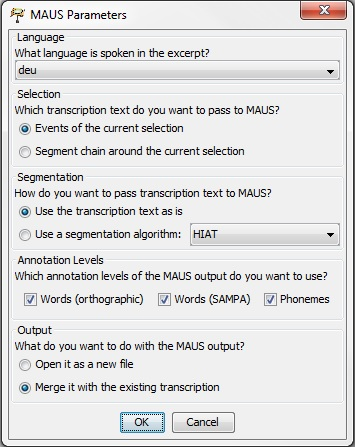 MAUS Parameters
Language
What language is spoken in the excerpt?
deu
Selection
Which transcription text do you want to pass to MAUS?
Events of the current selection
Segment chain around the current selection
Segmentation
How do you want to pass transcription text to MAUS?
Use the transcription text as is
Use a segmentation algorithm: HIAT
Annotation Levels
Which annotation levels of the MAUS output do you want to use?
Words (orthographic) Words (SAMPA) Phonemes
Output
What do you want to do with the MAUS output?
Open it as a new file
Merge it with the existing transcription
OK Cancel